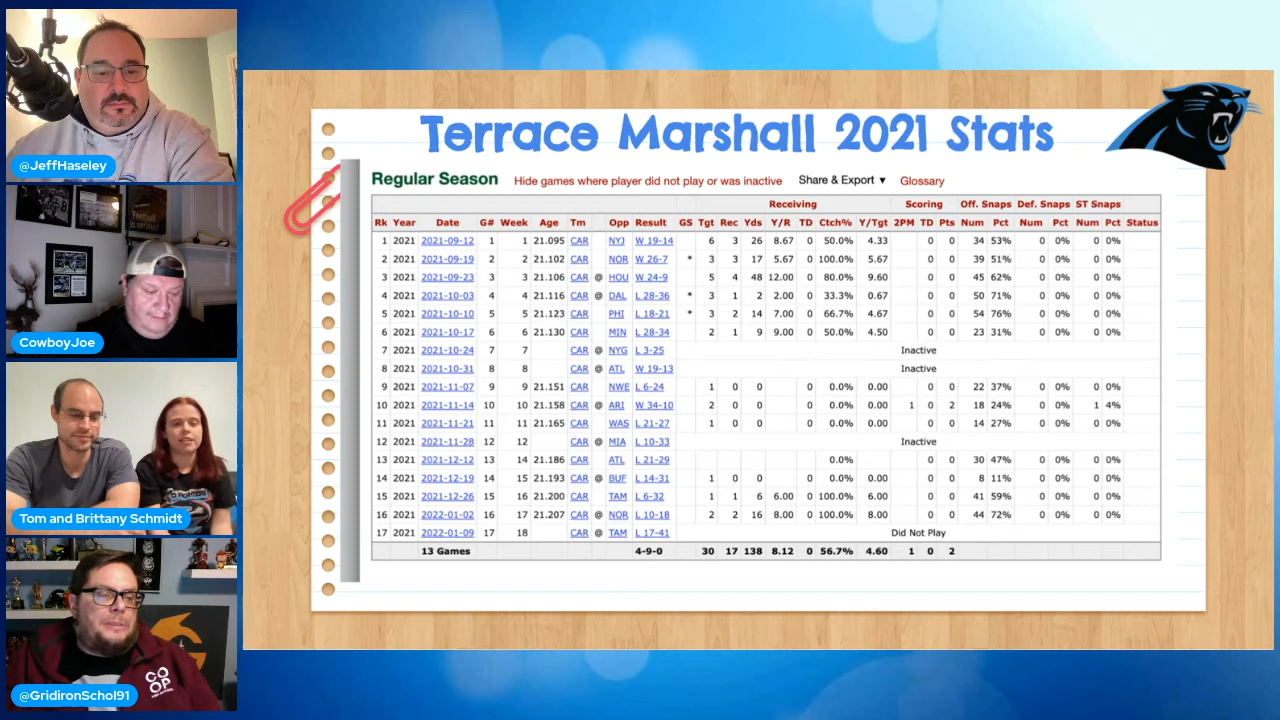 @JeffHaseley
CowboyJoe
Tom and Brittany Schmidt
CO
OP
@GridironSchol91
Terrace Marshall 2021 Stats
Regular Season Hide games where player did not play or was inactive Share & Export ▼ Glossary
Receiving Scoring Off. Snaps Def. Snaps ST Snaps
Rk Year Date G# Week Age Tm Opp Result GS Tgt Rec Yds Y/R TD Ctch% Y/Tgt 2PM TD Pts Num Pct Num Pct Num Pct Status
1 2021 2021-09-12 1 1 21.095 CAR NYJ W 19-14 6 3 26 8.67 0 50.0% 4.33 0 0 34 53% 0 0% 0 0%
2 2021 2021-09-19 2 2 21.102 CAR NOR W 26-7 * 3 3 17 5.67 0 100.0% 5.67 0 0 39 51% 0 0% 0 0%
3 2021 2021-09-23 3 3 21.106 CAR @ HOU W 24-9 5 4 48 12.00 0 80.0% 9.60 0 0 45 62% 0 0% 0 0%
4 2021 2021-10-03 4 4 21.116 CAR @ DAL L 28-36 * 3 1 2 2.00 0 33.3% 0.67 0 0 50 71% 0 0% 0 0%
5 2021 2021-10-10 5 5 21.123 CAR PHI L 18-21 * 3 2 14 7.00 0 66.7% 4.67 0 0 54 76% 0 0% 0 0%
6 2021 2021-10-17 6 6 21.130 CAR MIN L 28-34 2 1 9 9.00 0 50.0% 4.50 0 0 23 31% 0 0% 0 0%
7 2021 2021-10-24 7 7 CAR @ NYG L 3-25 Inactive
8 2021 2021-10-31 8 8 CAR @ ATL W 19-13 Inactive
9 2021 2021-11-07 9 9 21.151 CAR NWE L 6-24 1 0 0 0 0.0% 0.00 0 0 22 37% 0 0% 0 0%
10 2021 2021-11-14 10 10 21.158 CAR @ ARI W 34-10 2 0 0 0 0.0% 0.00 1 0 2 18 24% 0 0% 1 4%
11 2021 2021-11-21 11 11 21.165 CAR WAS L 21-27 1 0 0 0 0.0% 0.00 0 0 14 27% 0 0% 0 0%
12 2021 2021-11-28 12 12 CAR @ MIA L 10-33 Inactive
13 2021 2021-12-12 13 14 21.186 CAR ATL L 21-29 0.0% 0 0 30 47% 0 0% 0 0%
14 2021 2021-12-19 14 15 21.193 CAR @ BUF L 14-31 1 0 0 0 0.0% 0.00 0 0 8 11% 0 0% 0 0%
15 2021 2021-12-26 15 16 21.200 CAR TAM L 6-32 1 1 6 6.00 0 100.0% 6.00 0 0 41 59% 0 0% 0 0%
16 2021 2022-01-02 16 17 21.207 CAR @ NOR L 10-18 2 2 16 8.00 0 100.0% 8.00 0 0 44 72% 0 0% 0 0%
17 2021 2022-01-09 17 18 CAR @ TAM L 17-41 Did Not Play
13 Games 4-9-0 30 17 138 8.12 0 56.7% 4.60 1 0 2